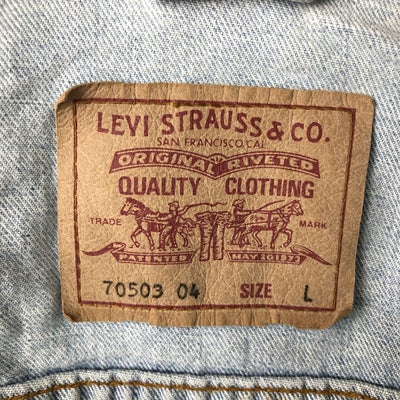 LEVI STRAUSS & CO.
SAN FRANCISCO, CAL
ORIGINAL RIVETED
QUALITY CLOTHING
TRADE MARK
PATENTED MAY 20 1873
70503 04 SIZE L